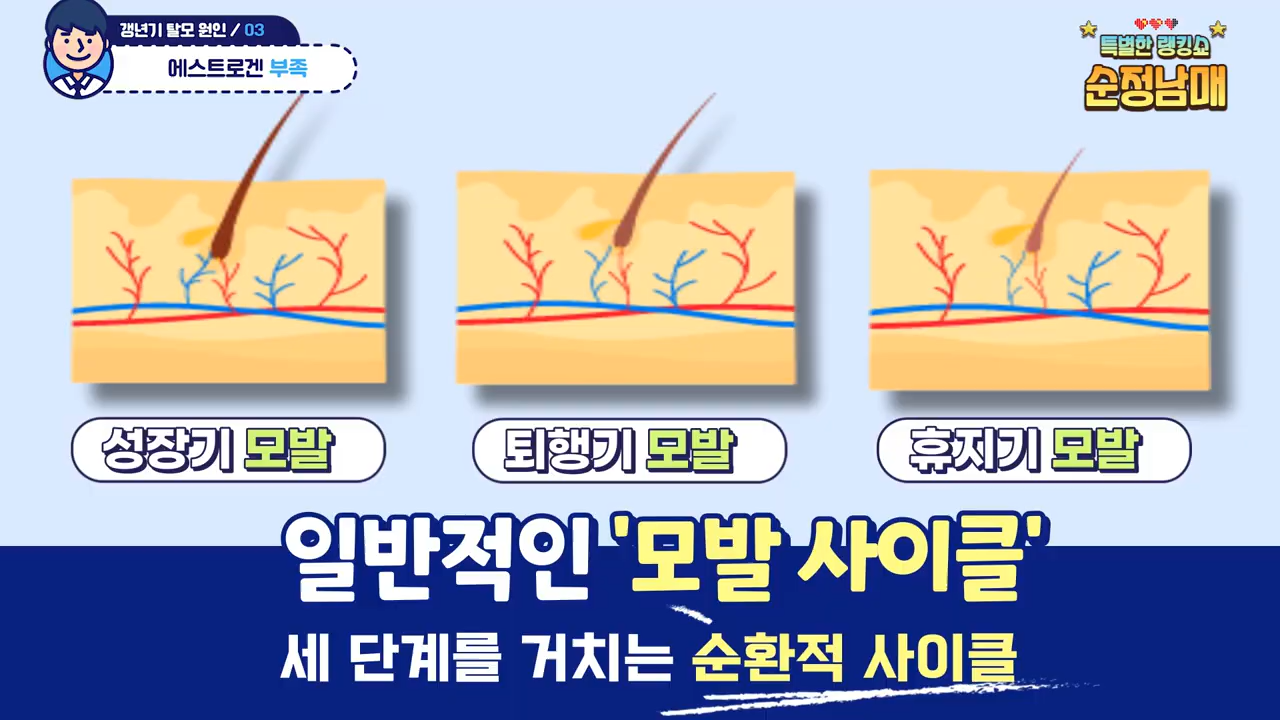 갱년기 탈모 원인 / 03
에스트로겐 부족
특별한 랭킹쇼
순정남매
성장기 모발
퇴행기 모발
휴지기 모발
일반적인 '모발 사이클'
세 단계를 거치는 순환적 사이클